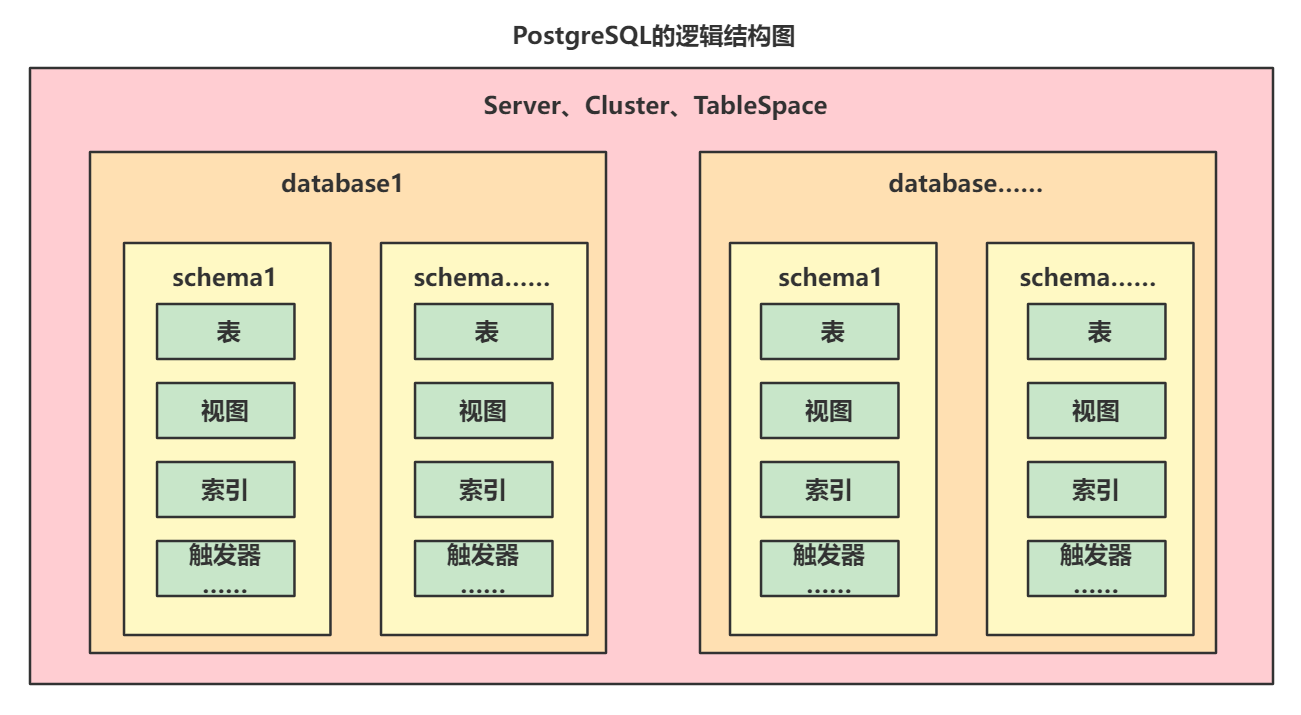 PostgreSQL的逻辑结构图
Server、Cluster、TableSpace
database1
schema1
表
视图
索引
触发器
……
schema……
表
视图
索引
触发器
……
database……
schema1
表
视图
索引
触发器
……
schema……
表
视图
索引
触发器
……